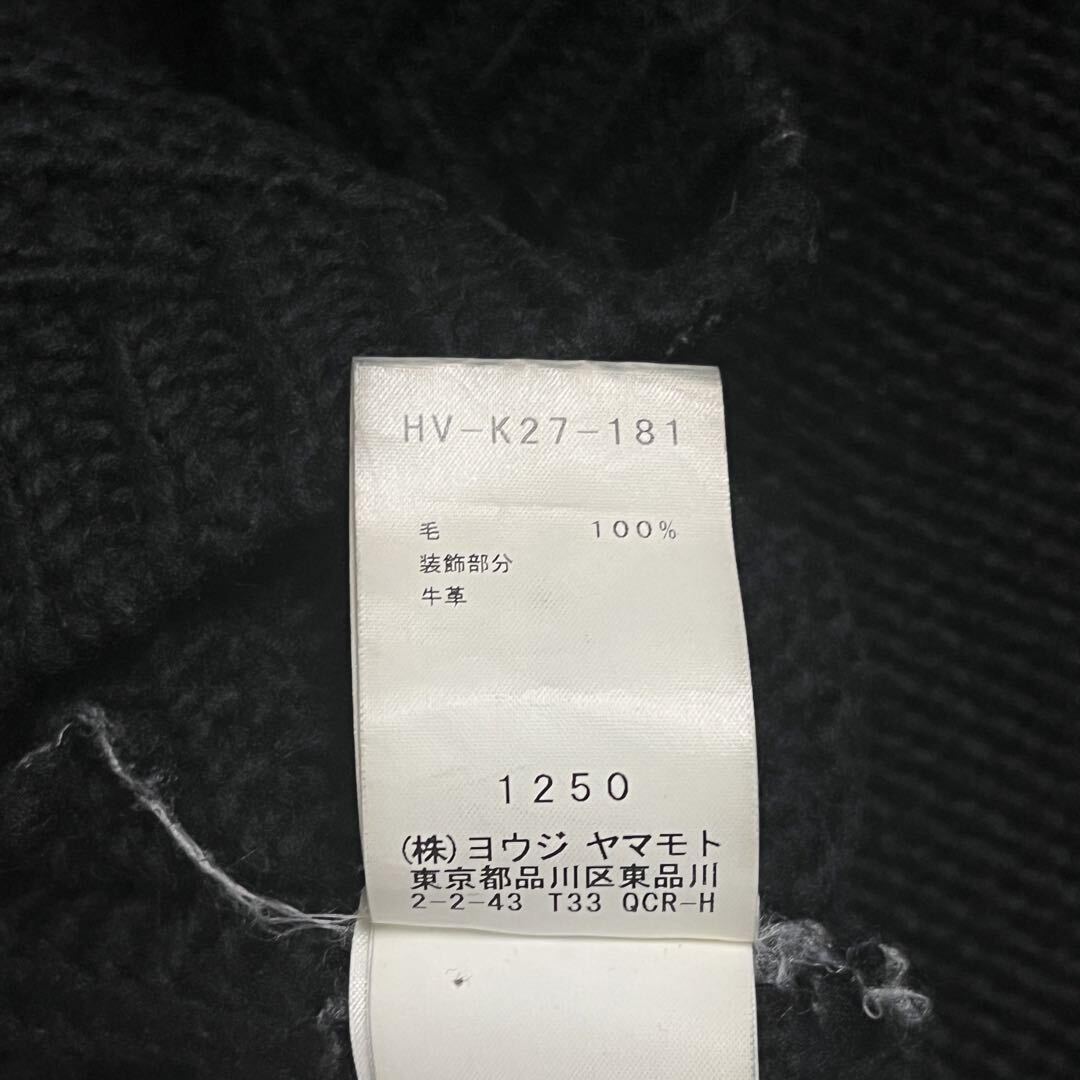 HV-K27-181
毛 100%
装飾部分
牛革
1250
(株)ヨウジ ヤマモト
東京都品川区東品川
2-2-43 T33 QCR-H